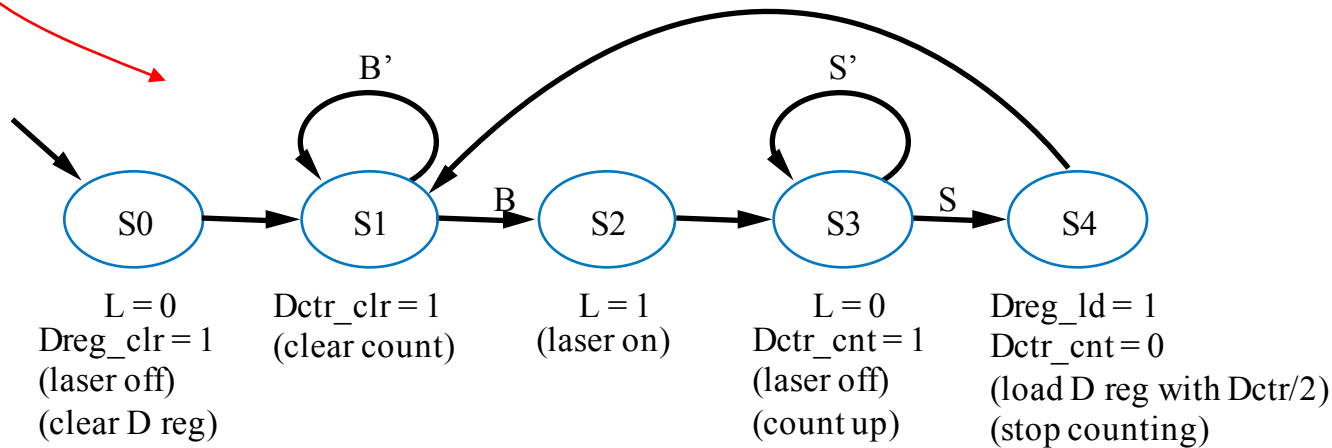 B’
S’
B
S
S0
S1
S2
S3
S4
L = 0
Dreg_clr = 1
(laser off)
(clear D reg)
Dctr_clr = 1
(clear count)
L = 1
(laser on)
L = 0
Dctr_cnt = 1
(laser off)
(count up)
Dreg_ld = 1
Dctr_cnt = 0
(load D reg with Dctr/2)
(stop counting)